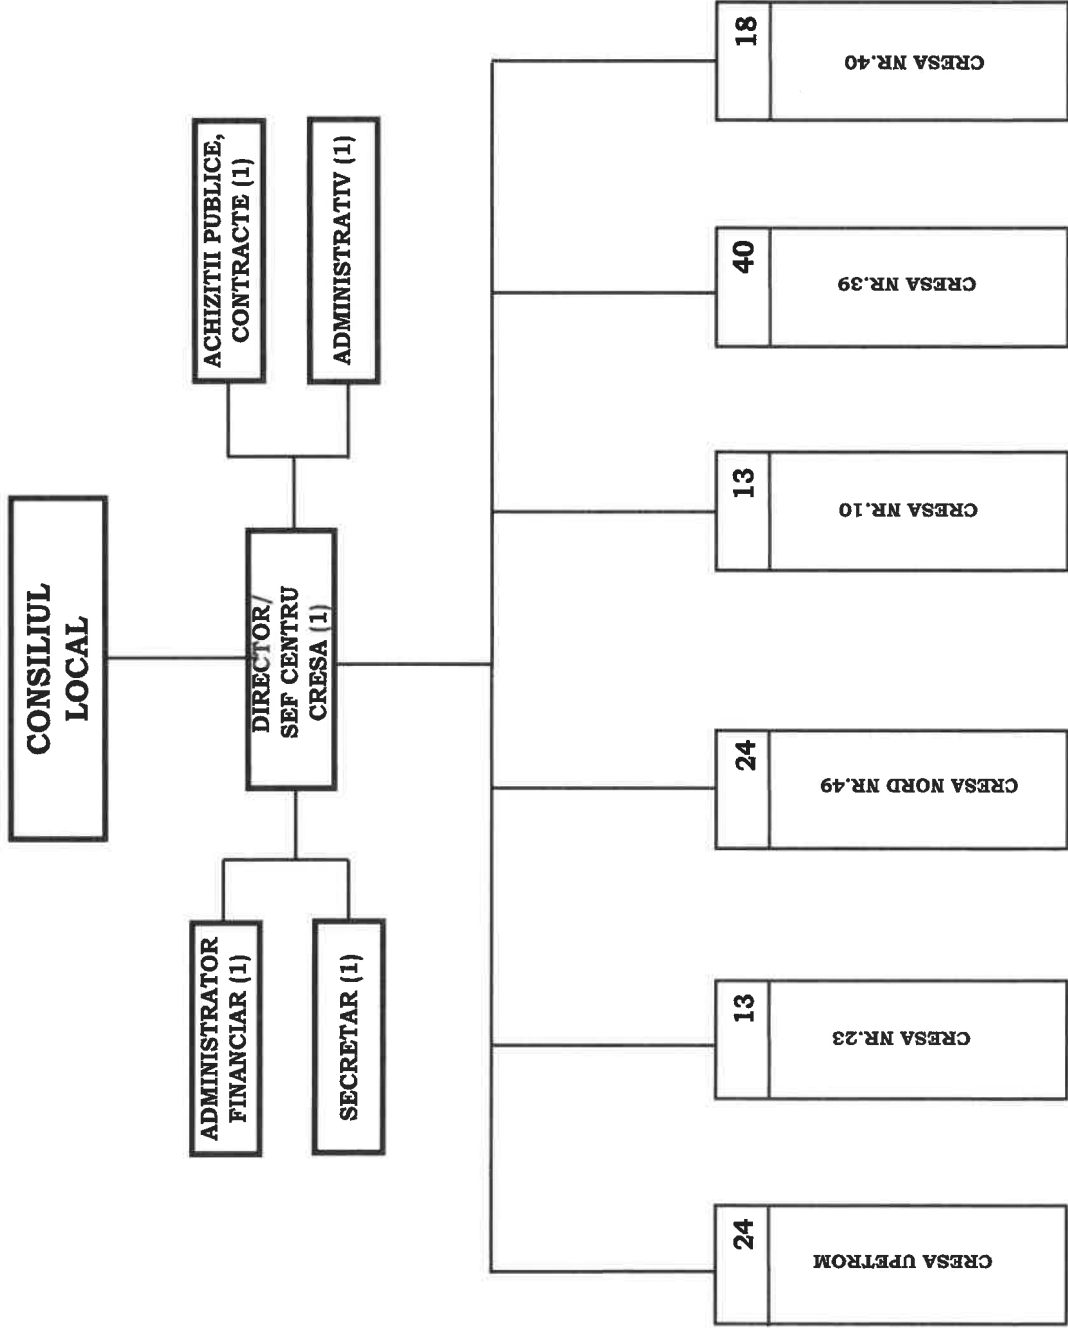 CONSILIUL
LOCAL
ADMINISTRATOR
FINANCIAR (1)
SECRETAR (1)
DIRECTOR/
SEF CENTRU
CRESA (1)
ACHIZITII PUBLICE,
CONTRACTE (1)
ADMINISTRATIV (1)
24
CRESA UPETROM
13
CRESA NR.23
24
CRESA NORD NR.49
13
CRESA NR.10
40
CRESA NR.39
18
CRESA NR.40